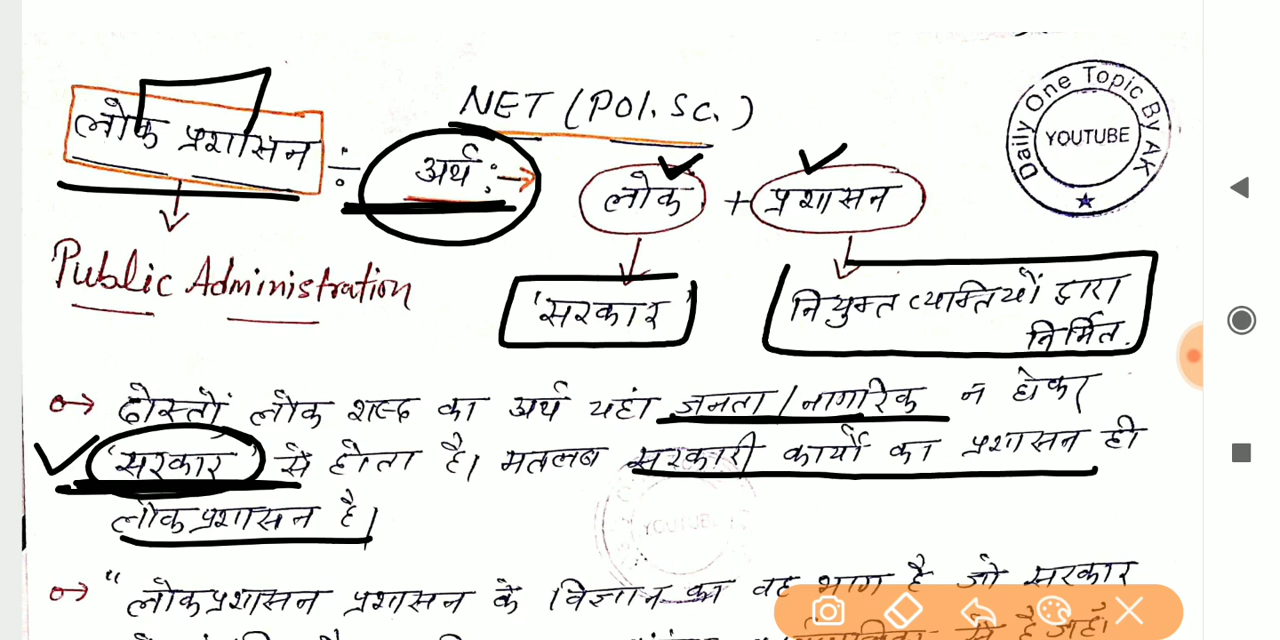 NET (Pol. Sc.)
Daily One Topic By AK
YOUTUBE
लोक प्रशासन ÷ अर्थ :→ लोक + प्रशासन
Public Administration
'सरकार'
नियुक्त व्यक्तियों द्वारा
निर्मित.
दोस्तों लोक शब्द का अर्थ यहां जनता/नागरिक न होकर
'सरकार' से होता है। मतलब सरकारी कार्यों का प्रशासन ही
लोकप्रशासन है।
YOUTUBE
" लोकप्रशासन प्रशासन के विज्ञान का वह भाग है जो सरकार
से है जहाँ